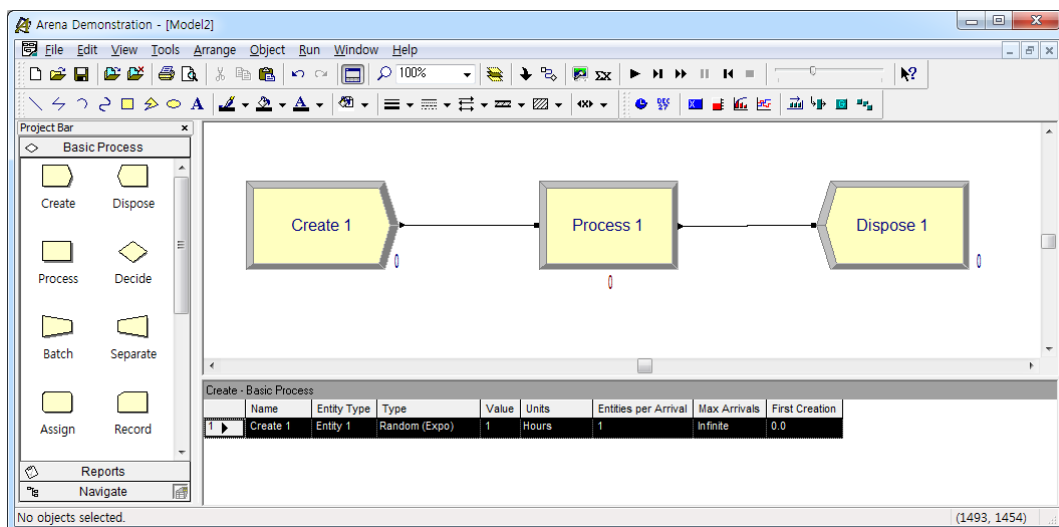 Arena Demonstration - [Model2]
File Edit View Tools Arrange Object Run Window Help
100%
Project Bar
Basic Process
Create Dispose
Process Decide
Batch Separate
Assign Record
Reports
Navigate
Create 1
Process 1
Dispose 1
0
0
0
Create - Basic Process
Name Entity Type Type Value Units Entities per Arrival Max Arrivals First Creation
1 Create 1 Entity 1 Random (Expo) 1 Hours 1 Infinite 0.0
No objects selected.
(1493, 1454)